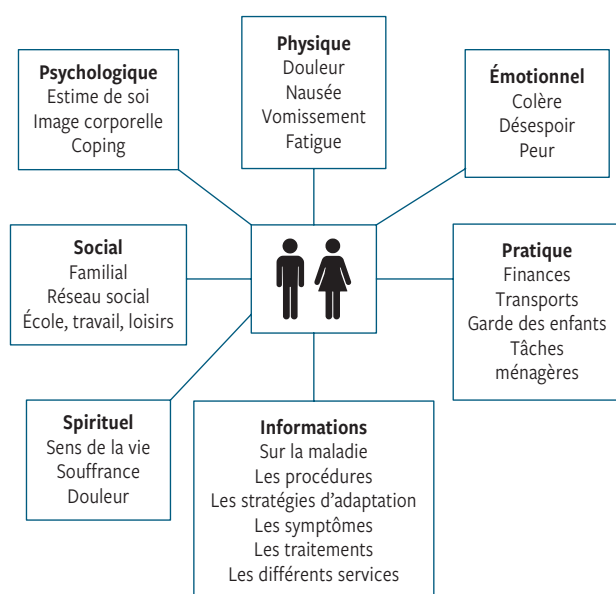 Physique
Douleur
Nausée
Vomissement
Fatigue
Psychologique
Estime de soi
Image corporelle
Coping
Émotionnel
Colère
Désespoir
Peur
Social
Familial
Réseau social
École, travail, loisirs
Pratique
Finances
Transports
Garde des enfants
Tâches
ménagères
Spirituel
Sens de la vie
Souffrance
Douleur
Informations
Sur la maladie
Les procédures
Les stratégies d’adaptation
Les symptômes
Les traitements
Les différents services